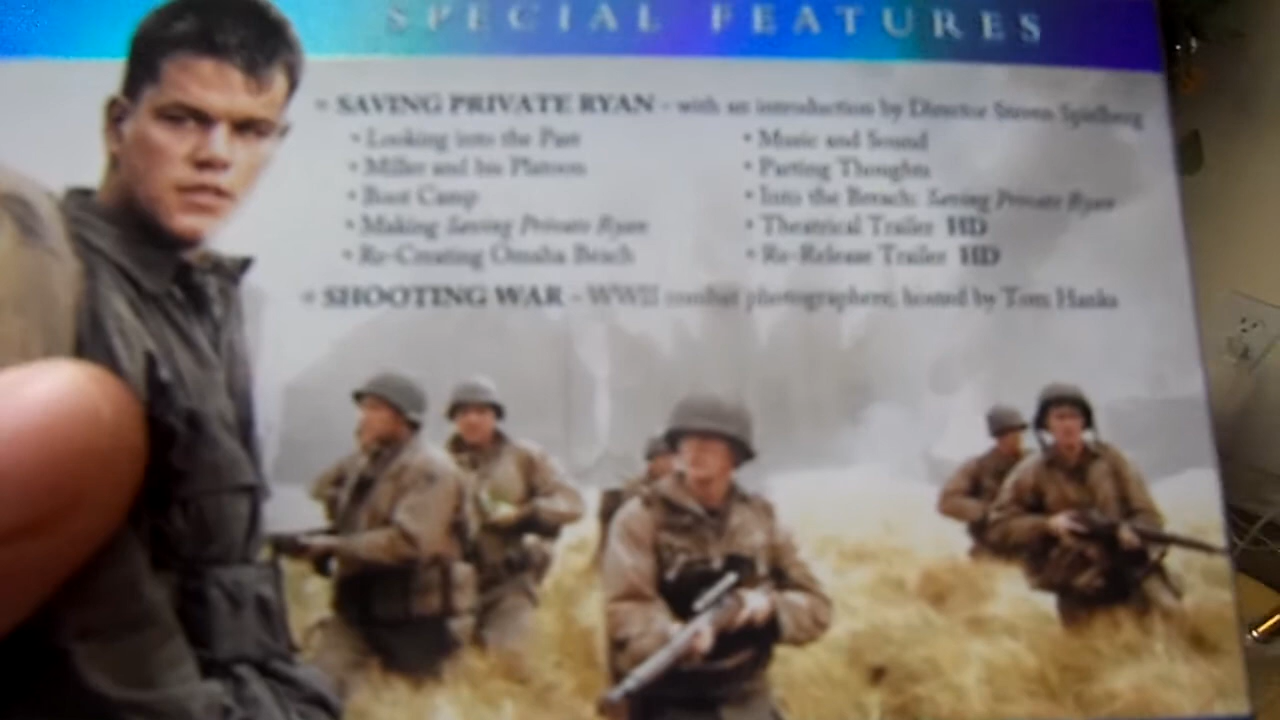 SPECIAL FEATURES
SAVING PRIVATE RYAN - with an introduction by Director Steven Spielberg
• Looking into the Past
• Miller and his Platoon
• Boot Camp
• Making Saving Private Ryan
• Re-Creating Omaha Beach
• Music and Sound
• Parting Thoughts
• Into the Breach: Saving Private Ryan
• Theatrical Trailer HD
• Re-Release Trailer HD
SHOOTING WAR - WWII combat photographers; hosted by Tom Hanks